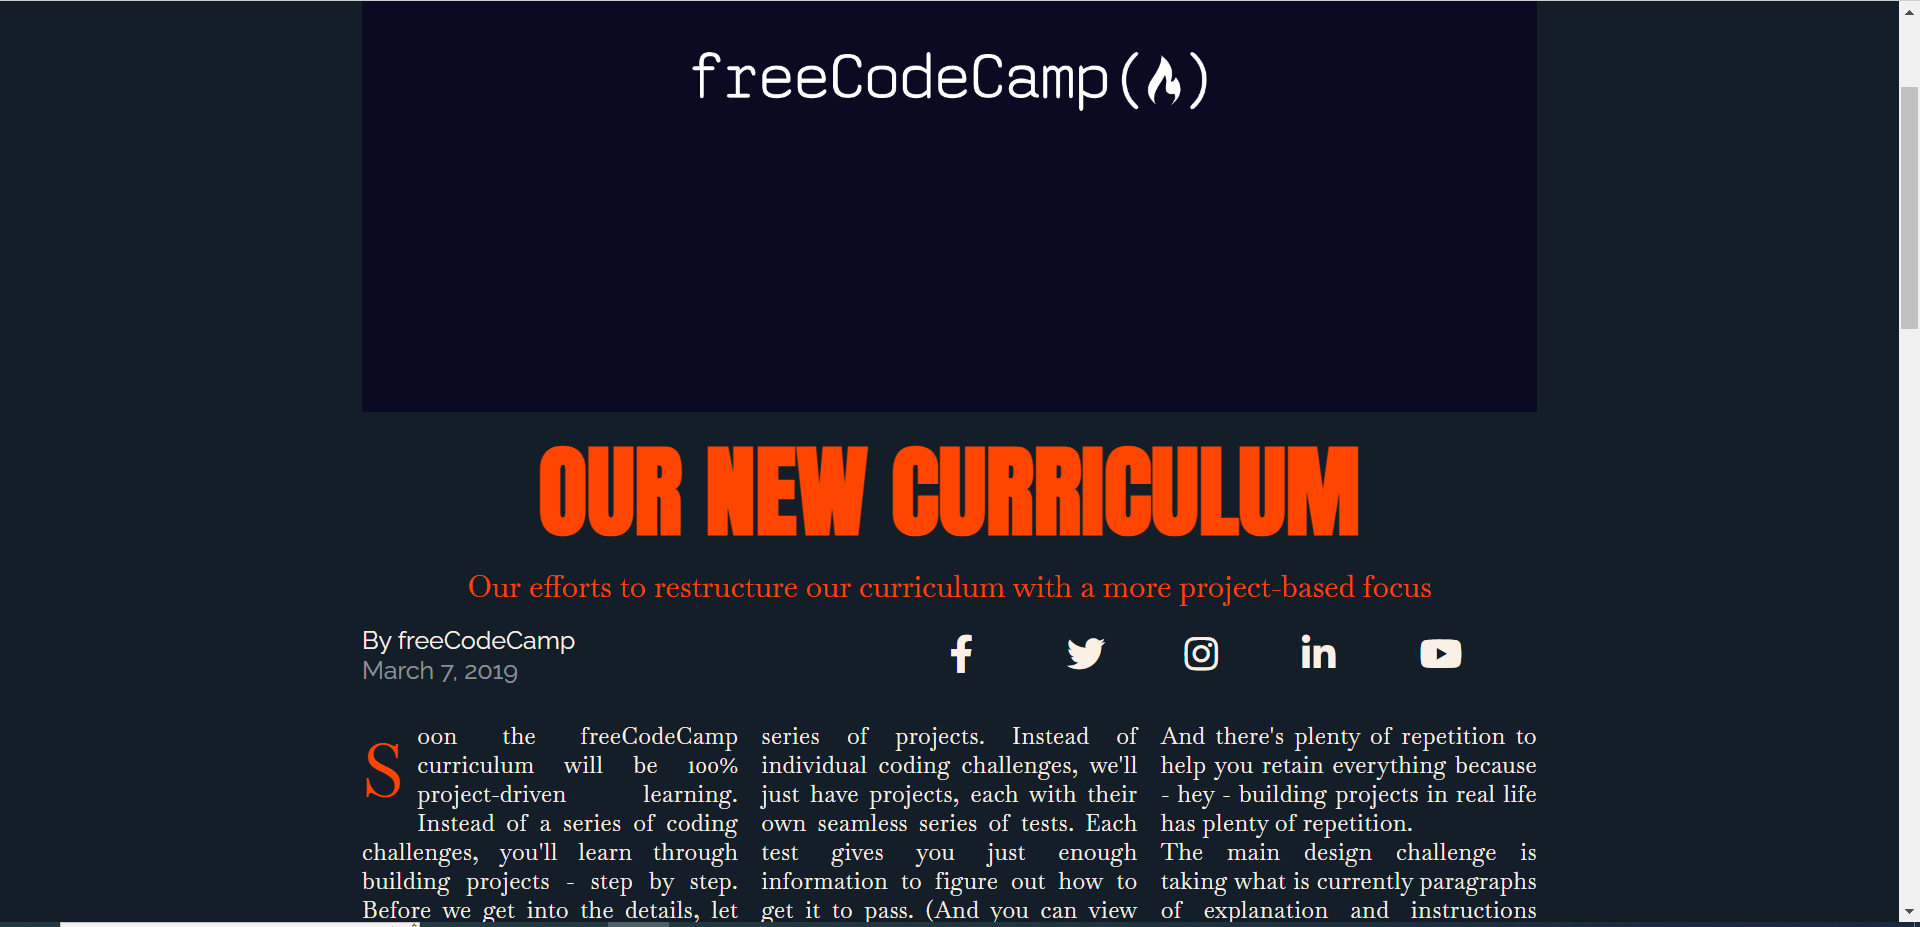 freeCodeCamp()
OUR NEW CURRICULUM
Our efforts to restructure our curriculum with a more project-based focus
By freeCodeCamp
March 7, 2019
Soon the freeCodeCamp
curriculum will be 100%
project-driven learning.
Instead of a series of coding
challenges, you'll learn through
building projects - step by step.
Before we get into the details, let
series of projects. Instead of
individual coding challenges, we'll
just have projects, each with their
own seamless series of tests. Each
test gives you just enough
information to figure out how to
get it to pass. (And you can view
And there's plenty of repetition to
help you retain everything because
- hey - building projects in real life
has plenty of repetition.
The main design challenge is
taking what is currently paragraphs
of explanation and instructions